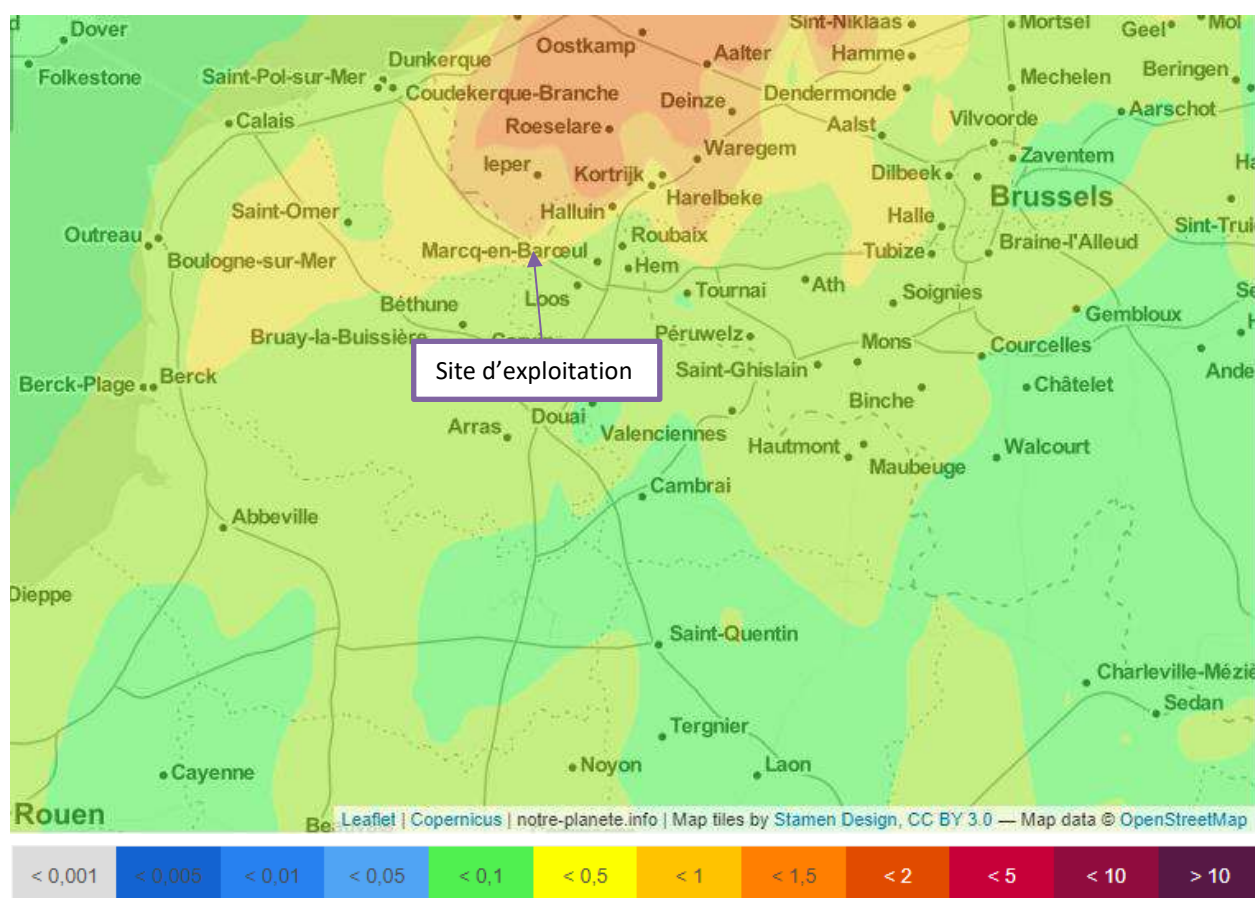 d
Dover
Sint-Niklaas
Mortsel
Geel
Mol
Oostkamp
Aalter
Hamme
Dunkerque
Folkestone
Saint-Pol-sur-Mer
Coudekerque-Branche
Deinze
Dendermonde
Mechelen
Beringen
Aarschot
Calais
Roeselare
Aalst
Vilvoorde
Waregem
Zaventem
Ha
Ieper
Kortrijk
Dilbeek
Brussels
Harelbeke
Saint-Omer
Halluin
Halle
Outreau
Roubaix
Sint-Trui
Boulogne-sur-Mer
Marcq-en-Barœul
Hem
Tubize
Braine-l'Alleud
Béthune
Loos
Tournai
Ath
Soignies
Se
Gembloux
Bruay-la-Buissière
Péruwelz
Mons
Courcelles
H
Site d'exploitation
Saint-Ghislain
Ande
Berck-Plage
Berck
Châtelet
Binche
Arras
Douai
Valenciennes
Hautmont
Walcourt
Maubeuge
Cambrai
Abbeville
Dieppe
Saint-Quentin
Charleville-Méziè
Sedan
Tergnier
Cayenne
Noyon
Laon
Rouen
Leaflet | Copernicus | notre-planete.info | Map tiles by Stamen Design, CC BY 3.0 — Map data © OpenStreetMap
< 0,001 < 0,005 < 0,01 < 0,05 < 0,1 < 0,5 < 1 < 1,5 < 2 < 5 < 10 > 10